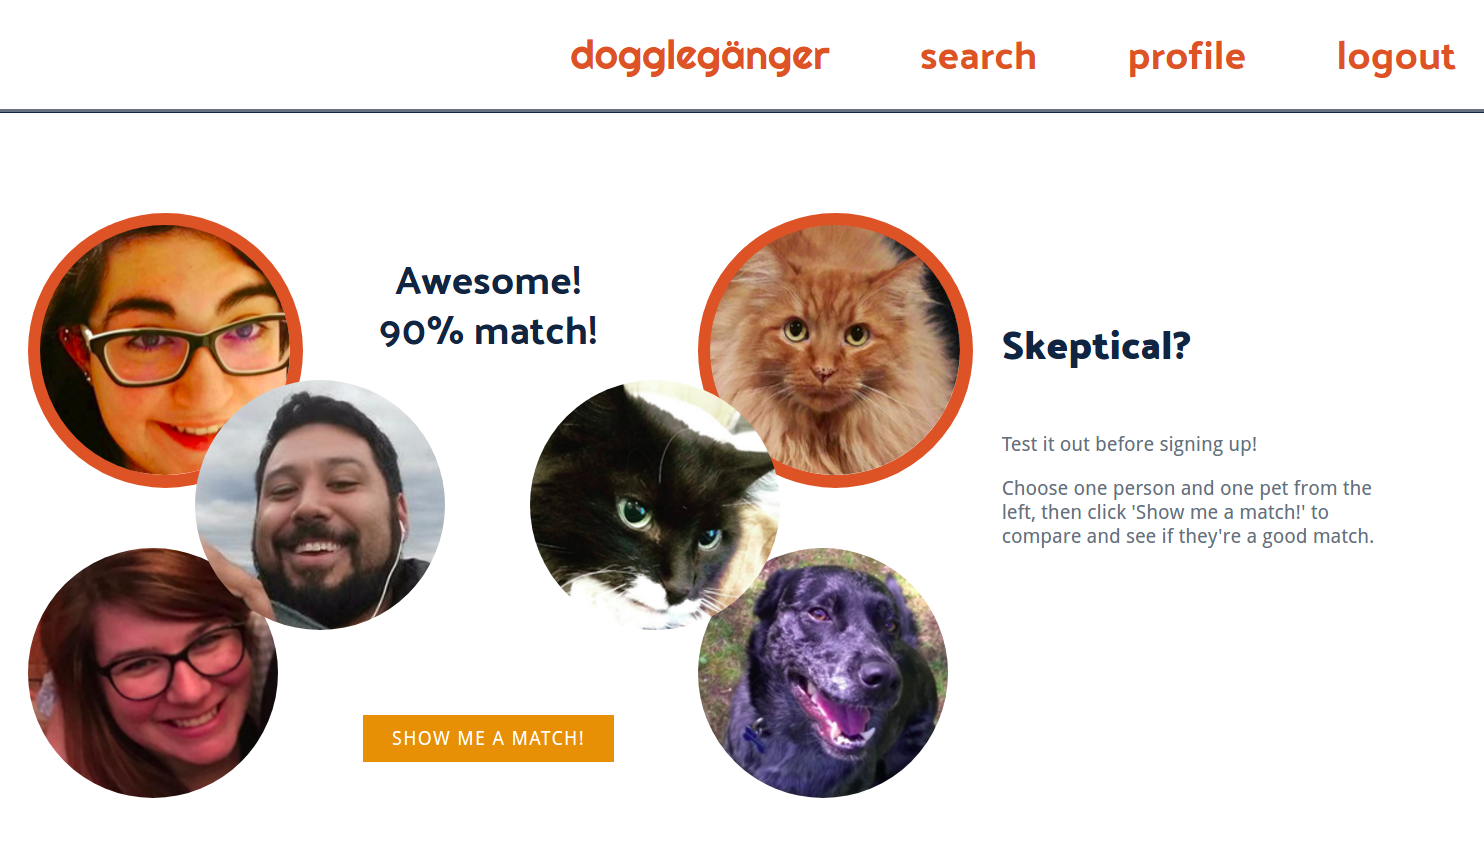 dogglegänger search profile logout
Awesome!
90% match!
SHOW ME A MATCH!
Skeptical?
Test it out before signing up!
Choose one person and one pet from the
left, then click 'Show me a match!' to
compare and see if they're a good match.